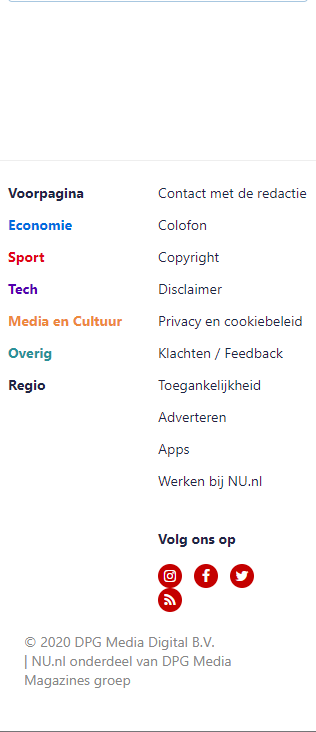 Voorpagina
Economie
Sport
Tech
Media en Cultuur
Overig
Regio
Contact met de redactie
Colofon
Copyright
Disclaimer
Privacy en cookiebeleid
Klachten / Feedback
Toegankelijkheid
Adverteren
Apps
Werken bij NU.nl
Volg ons op
© 2020 DPG Media Digital B.V.
| NU.nl onderdeel van DPG Media
Magazines groep